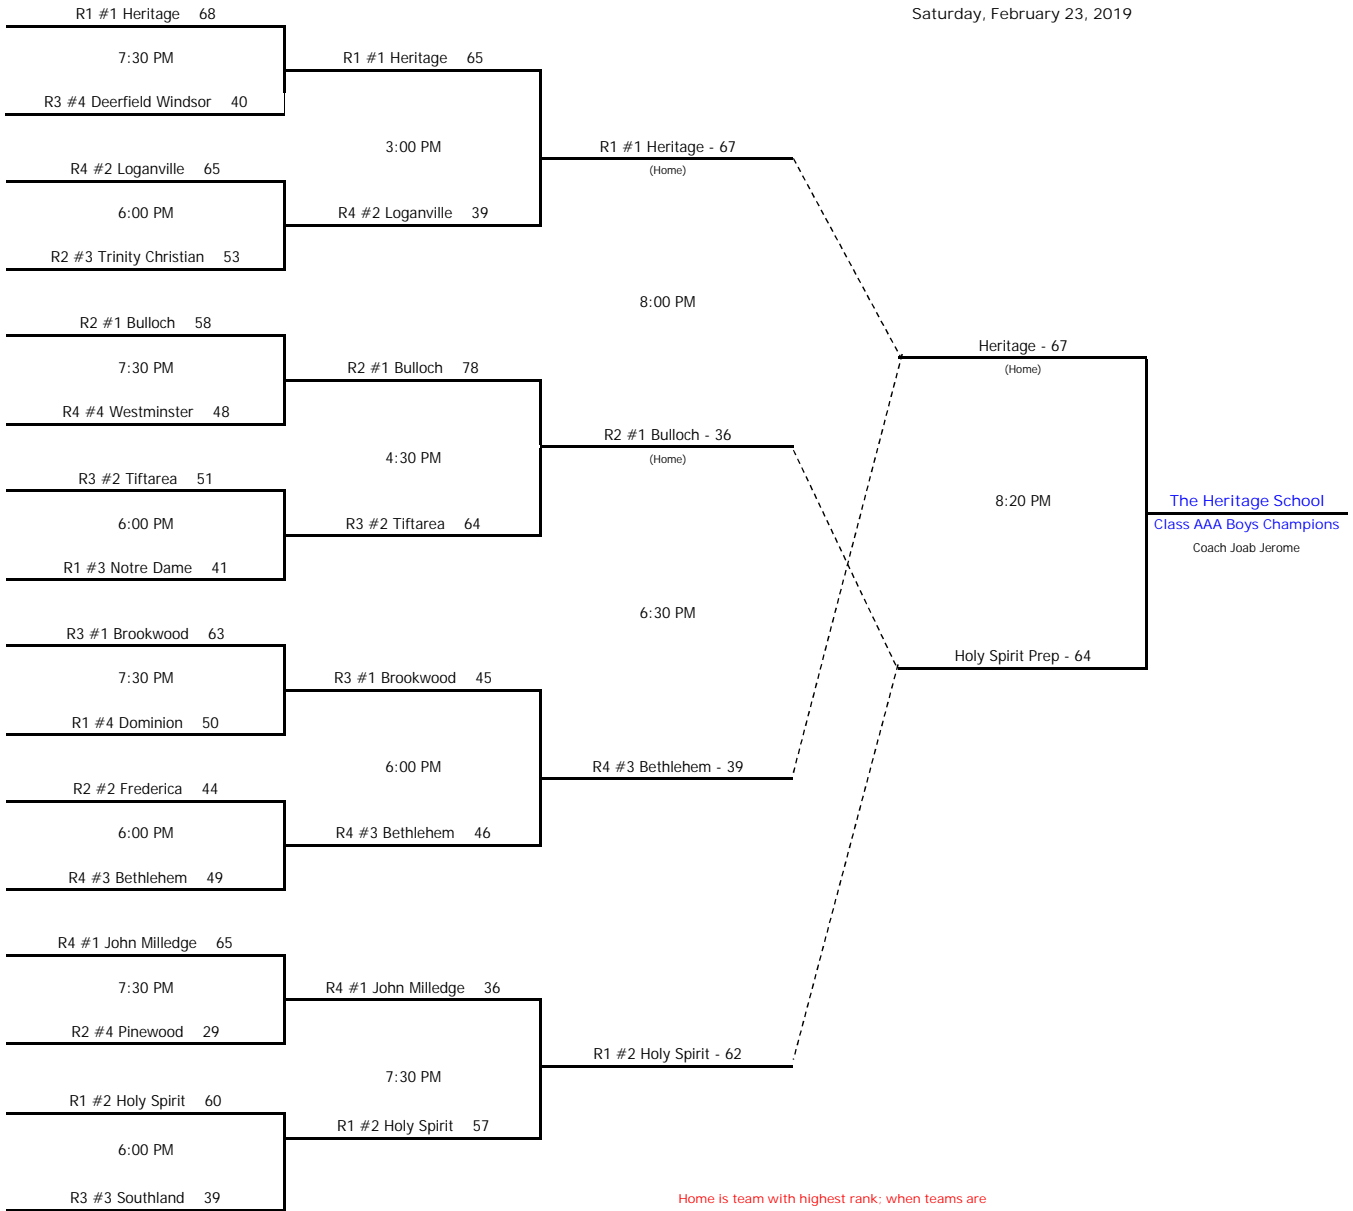 Saturday, February 23, 2019
R1 #1 Heritage 68
7:30 PM
R3 #4 Deerfield Windsor 40
R4 #2 Loganville 65
6:00 PM
R2 #3 Trinity Christian 53
R2 #1 Bulloch 58
7:30 PM
R4 #4 Westminster 48
R3 #2 Tiftarea 51
6:00 PM
R1 #3 Notre Dame 41
R3 #1 Brookwood 63
7:30 PM
R1 #4 Dominion 50
R2 #2 Frederica 44
6:00 PM
R4 #3 Bethlehem 49
R4 #1 John Milledge 65
7:30 PM
R2 #4 Pinewood 29
R1 #2 Holy Spirit 60
6:00 PM
R3 #3 Southland 39
R1 #1 Heritage 65
3:00 PM
R4 #2 Loganville 39
R2 #1 Bulloch 78
4:30 PM
R3 #2 Tiftarea 64
R3 #1 Brookwood 45
6:00 PM
R4 #3 Bethlehem 46
R4 #1 John Milledge 36
7:30 PM
R1 #2 Holy Spirit 57
R1 #1 Heritage - 67
(Home)
8:00 PM
R2 #1 Bulloch - 36
(Home)
6:30 PM
R4 #3 Bethlehem - 39
R1 #2 Holy Spirit - 62
Heritage - 67
(Home)
8:20 PM
Holy Spirit Prep - 64
The Heritage School
Class AAA Boys Champions
Coach Joab Jerome
Home is team with highest rank; when teams are